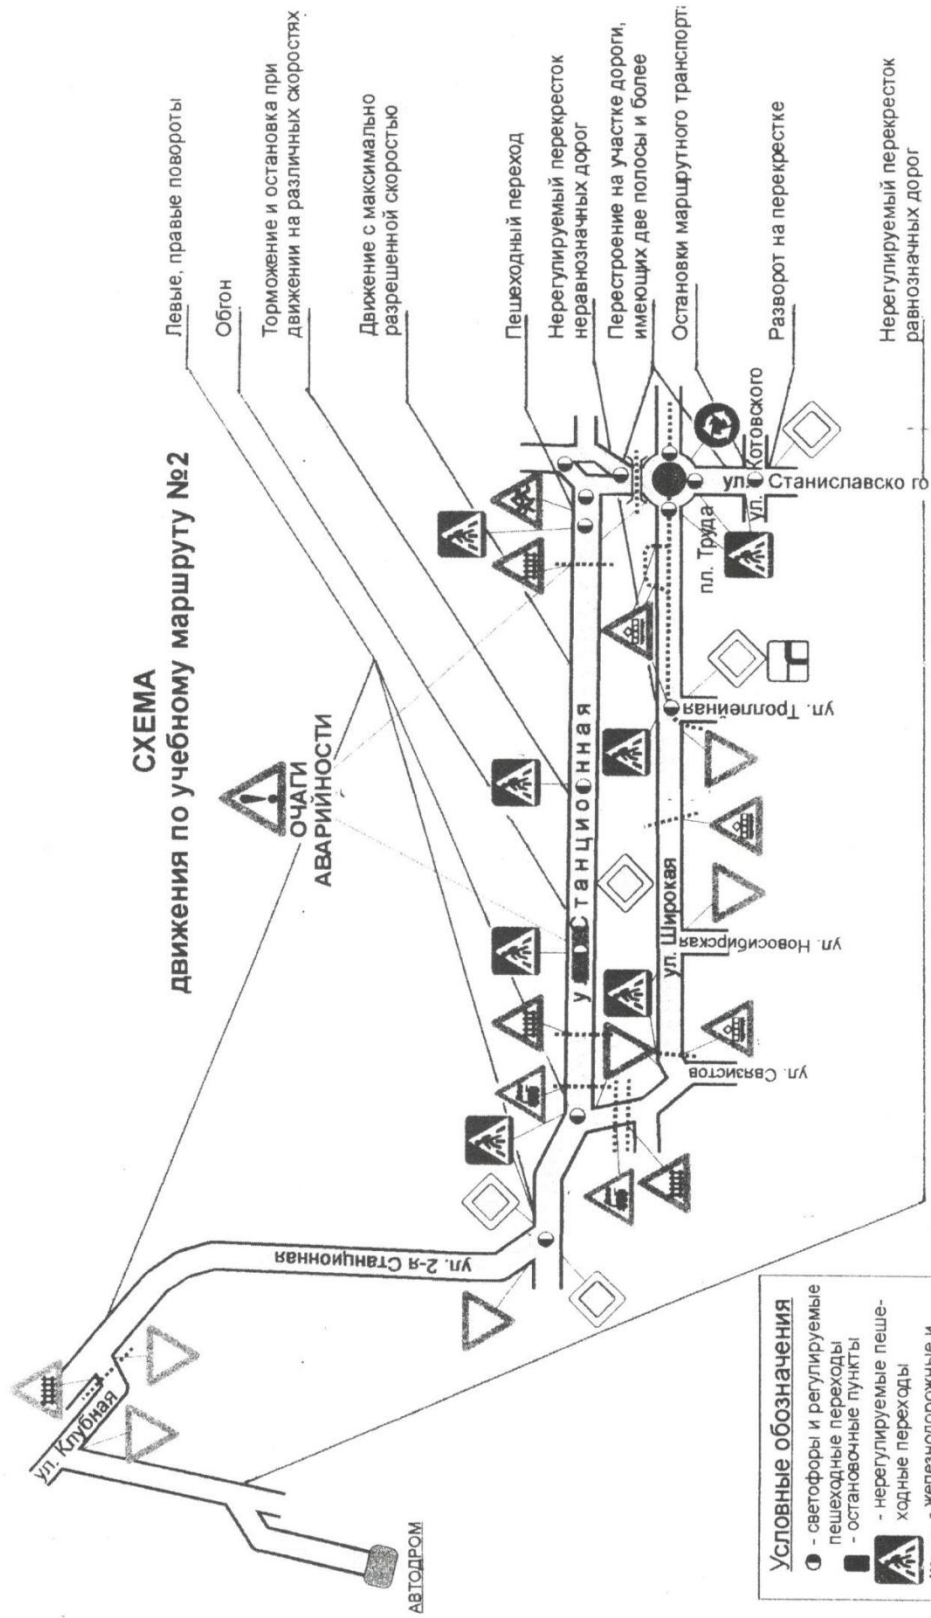 СХЕМА
движения по учебному маршруту №2
Левые, правые повороты
Обгон
Торможение и остановка при
движении на различных скоростях
Движение с максимально
разрешенной скоростью
Пешеходный переход
Нерегулируемый перекресток
неравнозначных дорог
Перестроение на участке дороги,
имеющих две полосы и более
Остановки маршрутного транспорт
Разворот на перекрестке
Нерегулируемый перекресток
равнозначных дорог
ОЧАГИ
АВАРИЙНОСТИ
ул. Клубная
ул. 2-я Станционная
Станционная
ул. Широкая
ул. Связистов
ул. Новосибирская
ул. Троллейная
пл. Труда
ул. Станиславско го
ул. Котовского
АВТОДРОМ
Условные обозначения
- светофоры и регулируемые
пешеходные переходы
- остановочные пункты
- нерегулируемые пеше-
ходные переходы
- железнодорожные и